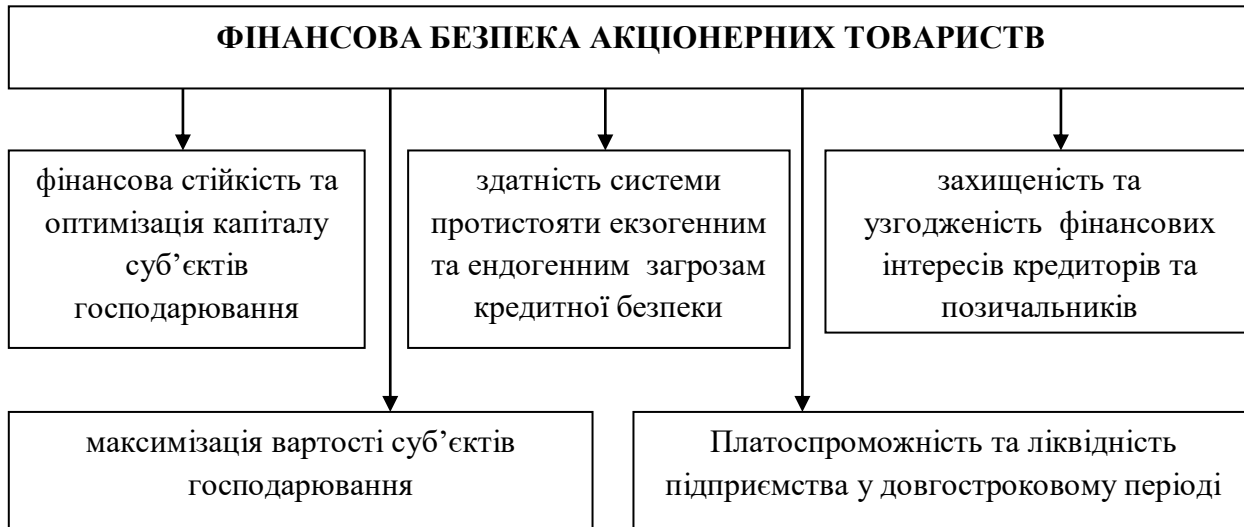 ФІНАНСОВА БЕЗПЕКА АКЦІОНЕРНИХ ТОВАРИСТВ
фінансова стійкість та
оптимізація капіталу
суб’єктів
господарювання
здатність системи
протистояти екзогенним
та ендогенним загрозам
кредитної безпеки
захищеність та
узгодженість фінансових
інтересів кредиторів та
позичальників
максимізація вартості суб’єктів
господарювання
Платоспроможність та ліквідність
підприємства у довгостроковому періоді